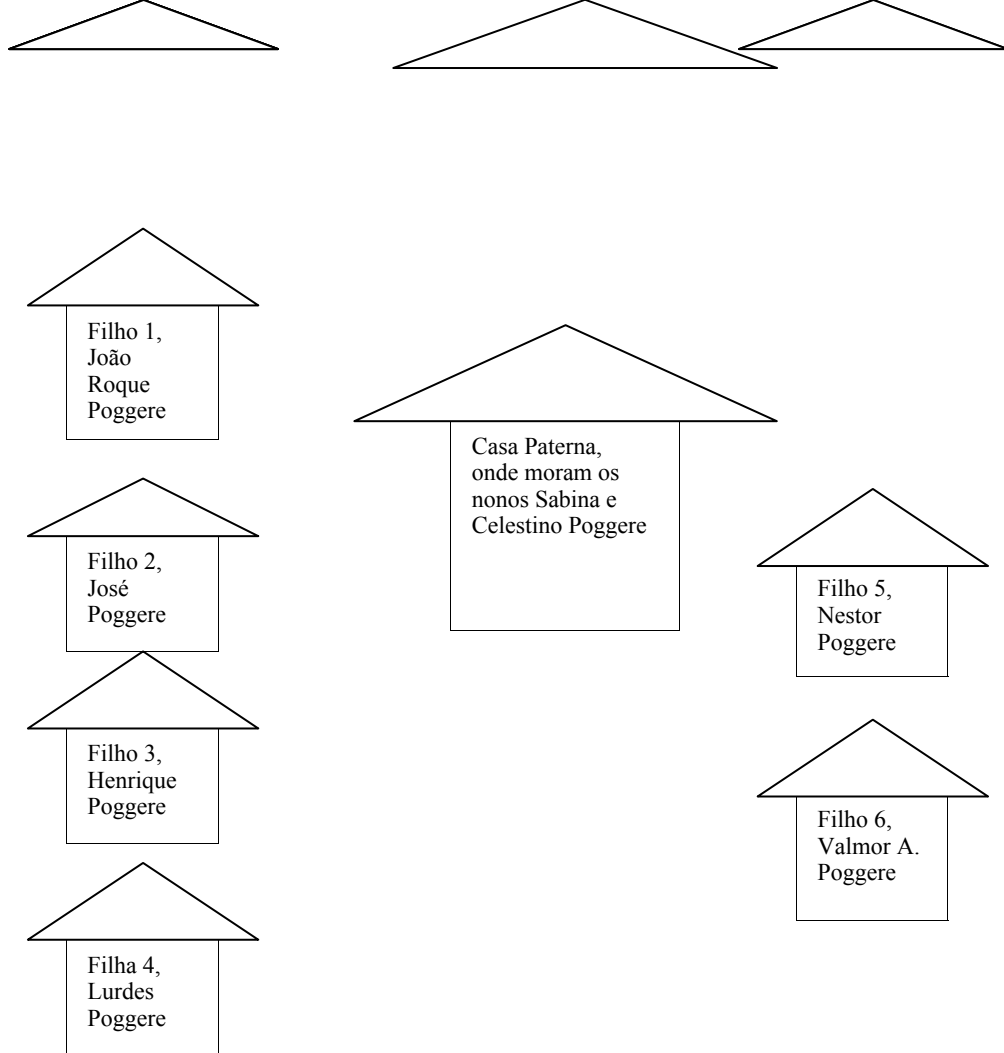 Filho 1,
João
Roque
Poggere
Casa Paterna,
onde moram os
nonos Sabina e
Celestino Poggere
Filho 2,
José
Poggere
Filho 5,
Nestor
Poggere
Filho 3,
Henrique
Poggere
Filho 6,
Valmor A.
Poggere
Filha 4,
Lurdes
Poggere